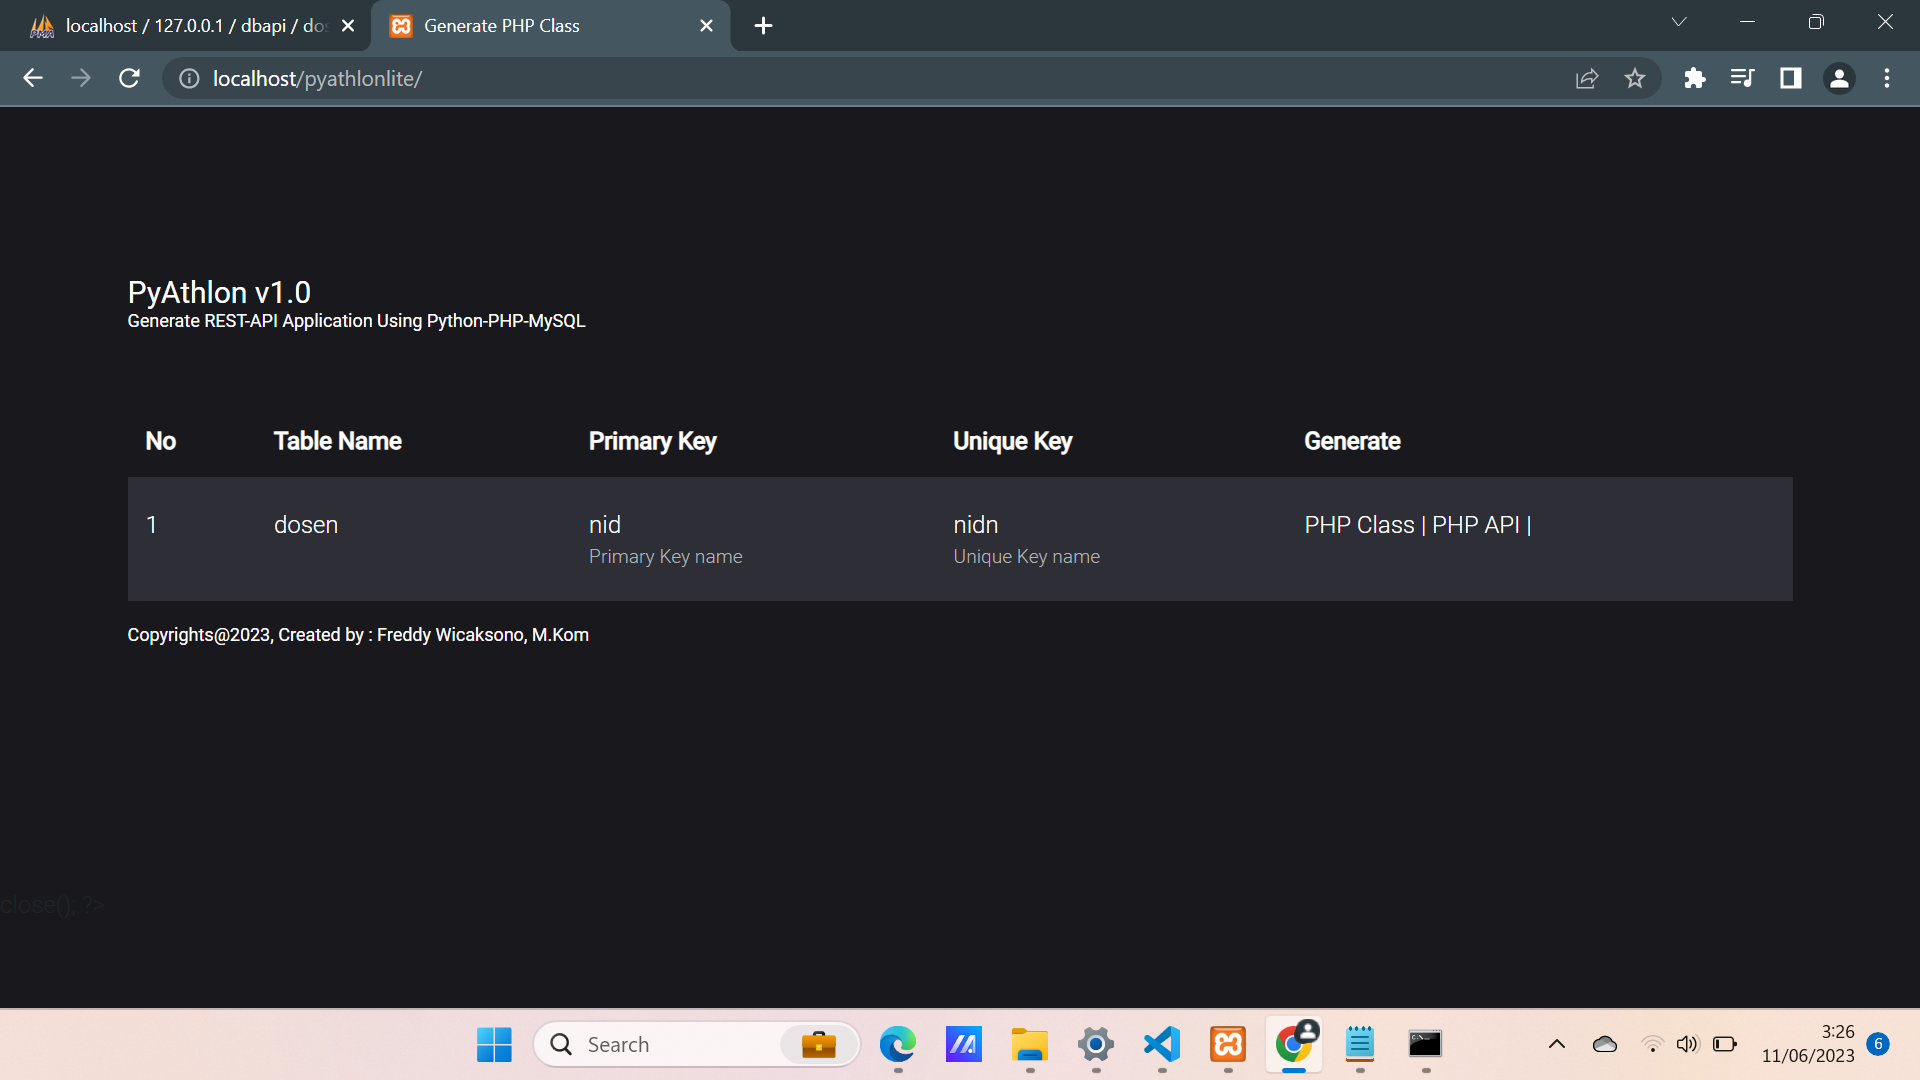 localhost / 127.0.0.1 / dbapi / dos
Generate PHP Class
localhost/pyathlonlite/
PyAthlon v1.0
Generate REST-API Application Using Python-PHP-MySQL
No Table Name Primary Key Unique Key Generate
1 dosen nid nidn PHP Class | PHP API |
Primary Key name Unique Key name
Copyrights@2023, Created by : Freddy Wicaksono, M.Kom
close(); ?>
Search
3:26
11/06/2023
6